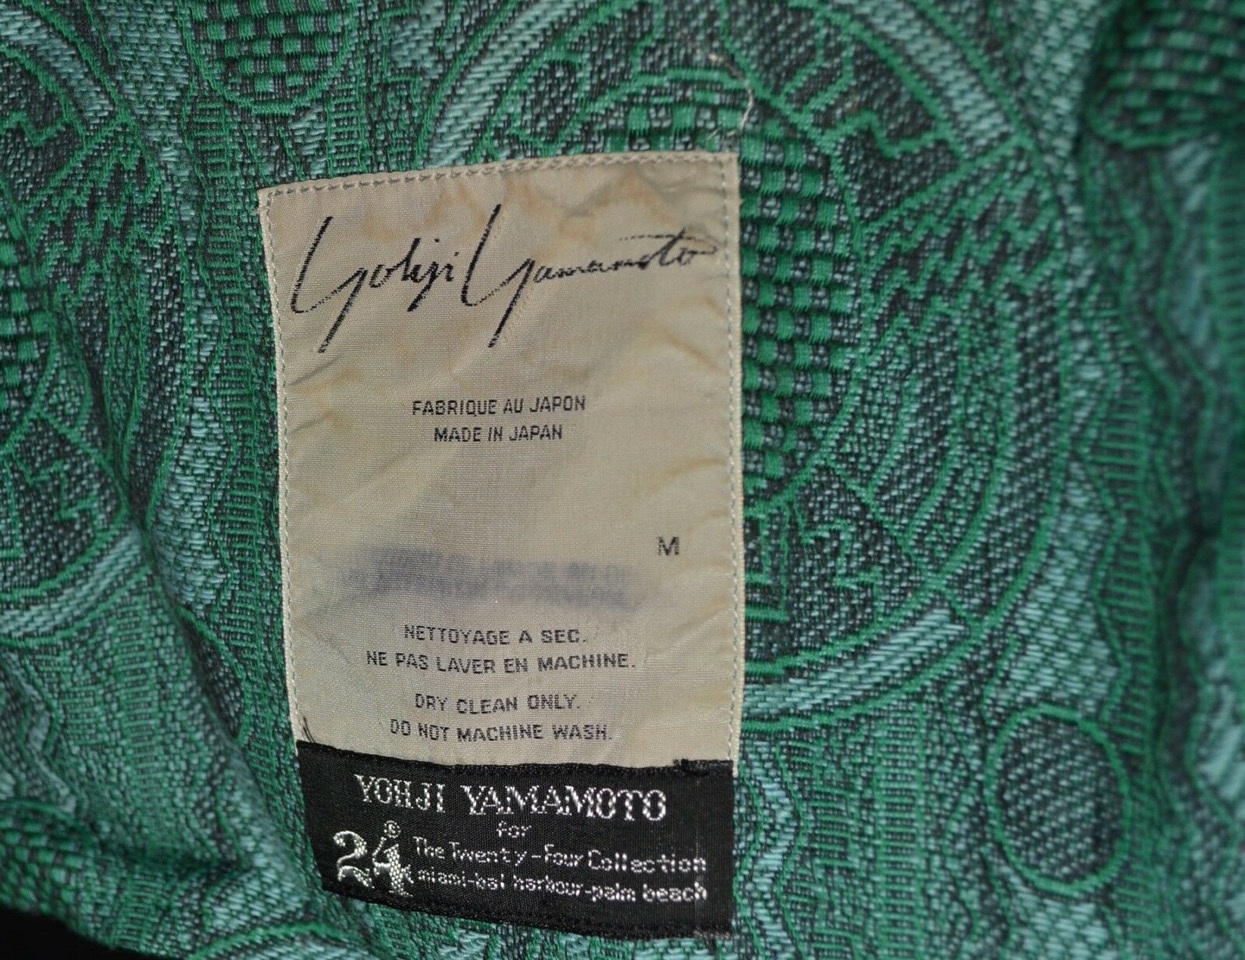 Yohji Yamamoto
FABRIQUE AU JAPON
MADE IN JAPAN
M
NETTOYAGE A SEC.
NE PAS LAVER EN MACHINE.
DRY CLEAN ONLY.
DO NOT MACHINE WASH.
YOHJI YAMAMOTO
for
24 © The Twenty-Four Collection
miami-bal harbour-palm beach